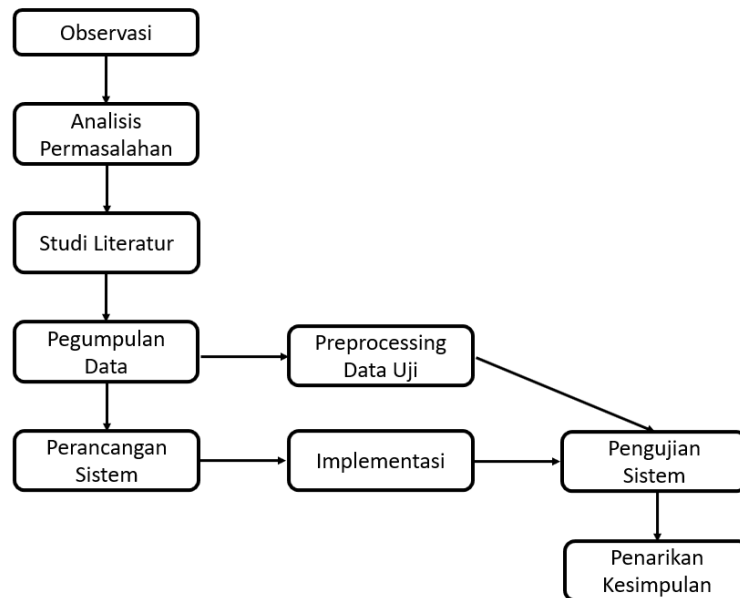 Observasi
Analisis
Permasalahan
Studi Literatur
Pegumpulan
Data
Preprocessing
Data Uji
Perancangan
Sistem
Implementasi
Pengujian
Sistem
Penarikan
Kesimpulan